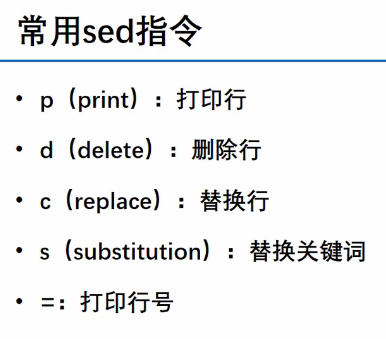 常用sed指令
• p（print）：打印行
• d（delete）：删除行
• c（replace）：替换行
• s（substitution）：替换关键词
• =：打印行号